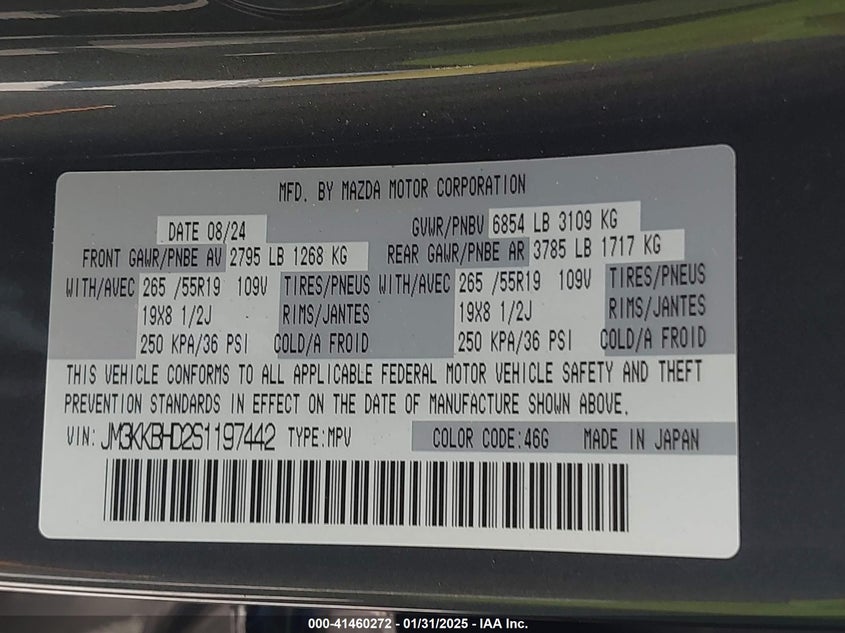 MFD. BY MAZDA MOTOR CORPORATION
DATE 08/24 GVWR/PNBV 6854 LB 3109 KG
FRONT GAWR/PNBE AV 2795 LB 1268 KG REAR GAWR/PNBE AR 3785 LB 1717 KG
WITH/AVEC 265 /55R19 109V TIRES/PNEUS WITH/AVEC 265 /55R19 109V TIRES/PNEUS
19X8 1/2J RIMS/JANTES 19X8 1/2J RIMS/JANTES
250 KPA/36 PSI COLD/A FROID 250 KPA/36 PSI COLD/A FROID
THIS VEHICLE CONFORMS TO ALL APPLICABLE FEDERAL MOTOR VEHICLE SAFETY AND THEFT
PREVENTION STANDARDS IN EFFECT ON THE DATE OF MANUFACTURE SHOWN ABOVE.
VIN: JM3KKBHD2S1197442 TYPE:MPV COLOR CODE:46G MADE IN JAPAN
000-41460272 - 01/31/2025 - IAA Inc.